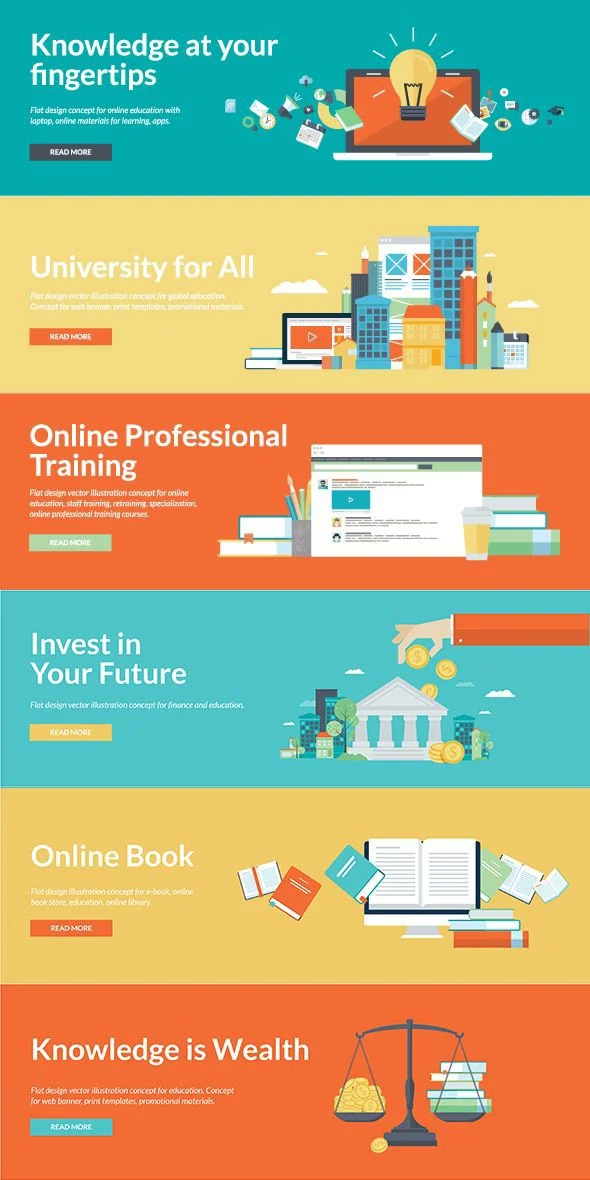 Knowledge at your
fingertips
Flat design concept for online education with
laptop, online materials for learning, apps.
READ MORE
University for All
Flat design vector illustration concept for global education.
Concept for web banner, print templates, promotional materials.
READ MORE
Online Professional
Training
Flat design vector illustration concept for online
education, staff training, retraining, specialization,
online professional training courses.
READ MORE
Invest in
Your Future
Flat design vector illustration concept for finance and education.
READ MORE
Online Book
Flat design illustration concept for e-book, online
book store, education, online library.
READ MORE
Knowledge is Wealth
Flat design vector illustration concept for education. Concept
for web banner, print templates, promotional materials.
READ MORE